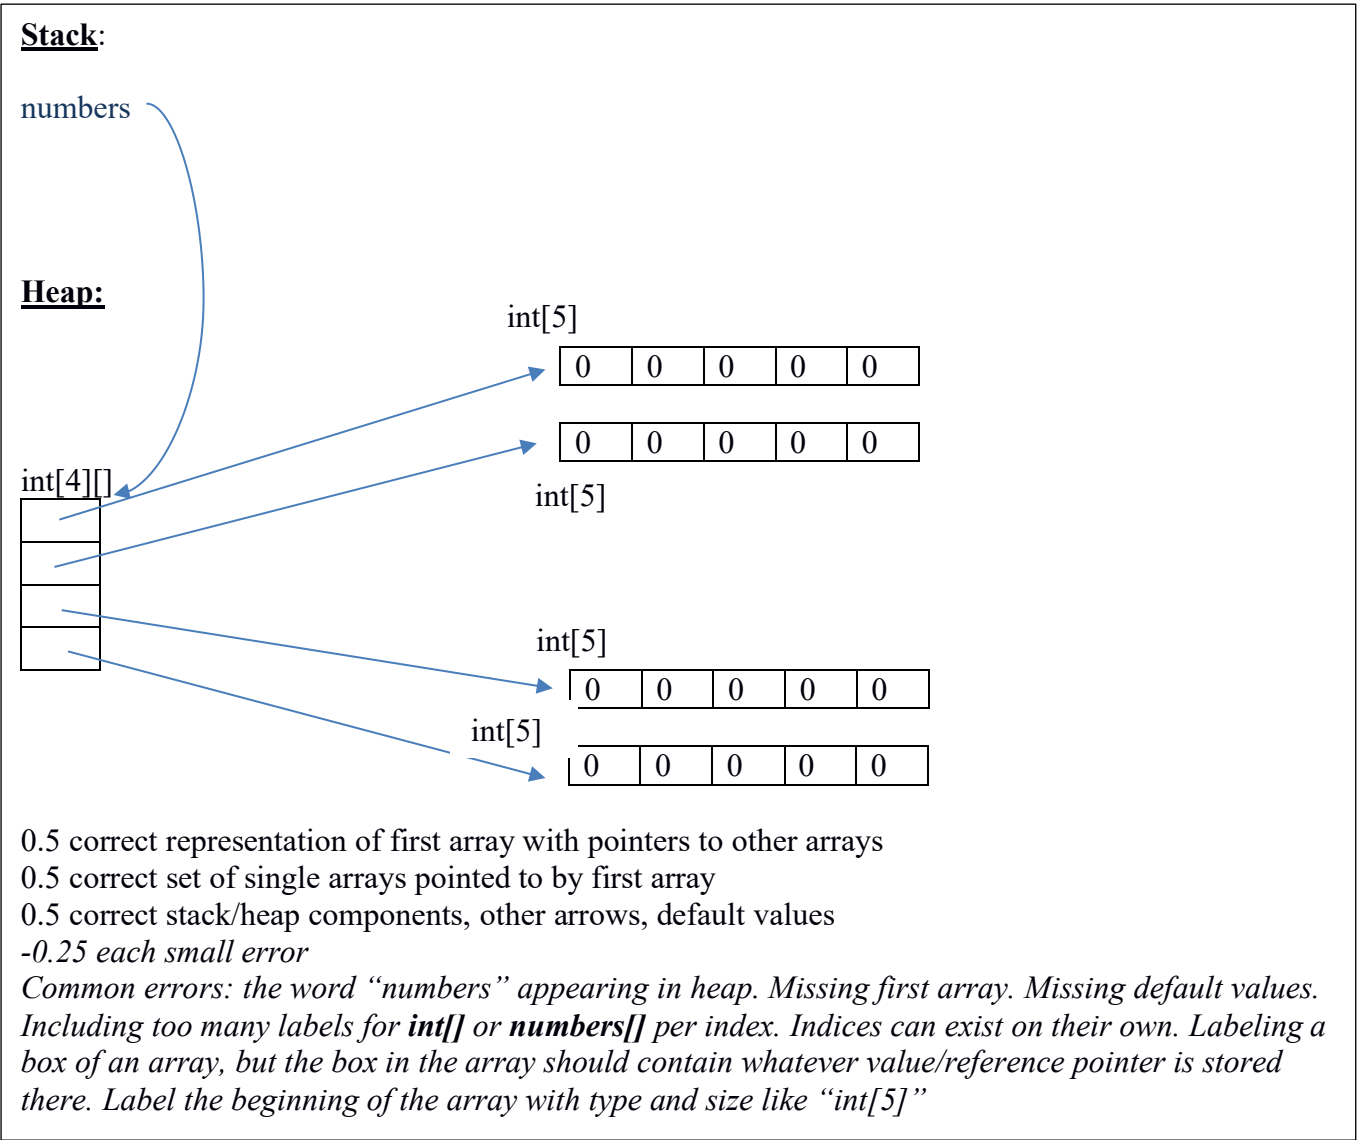 Stack:
numbers
Heap:
int[5]
0 0 0 0 0
0 0 0 0 0
int[4][]
int[5]
int[5]
0 0 0 0 0
int[5]
0 0 0 0 0
0.5 correct representation of first array with pointers to other arrays
0.5 correct set of single arrays pointed to by first array
0.5 correct stack/heap components, other arrows, default values
-0.25 each small error
Common errors: the word “numbers” appearing in heap. Missing first array. Missing default values.
Including too many labels for int[] or numbers[] per index. Indices can exist on their own. Labeling a
box of an array, but the box in the array should contain whatever value/reference pointer is stored
there. Label the beginning of the array with type and size like “int[5]”